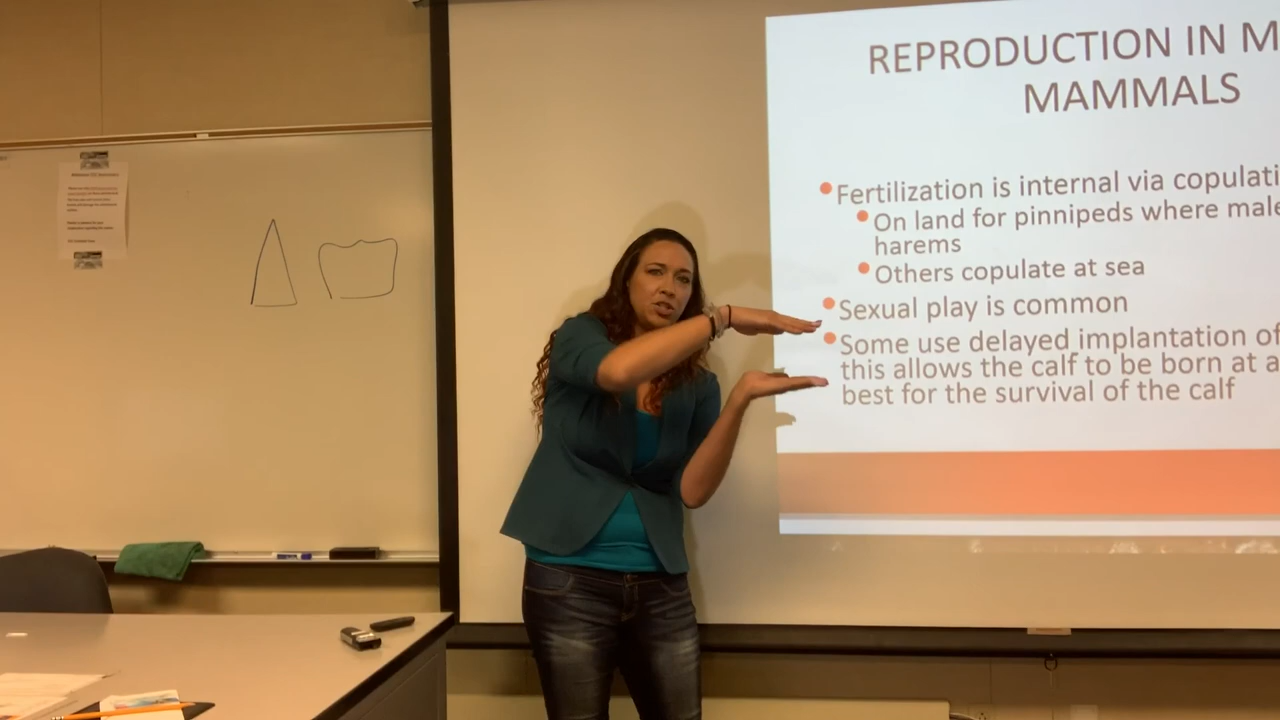 REPRODUCTION IN M
MAMMALS
Fertilization is internal via copulati
On land for pinnipeds where male
harems
Others copulate at sea
Sexual play is common
Some use delayed implantation of
this allows the calf to be born at a
best for the survival of the calf